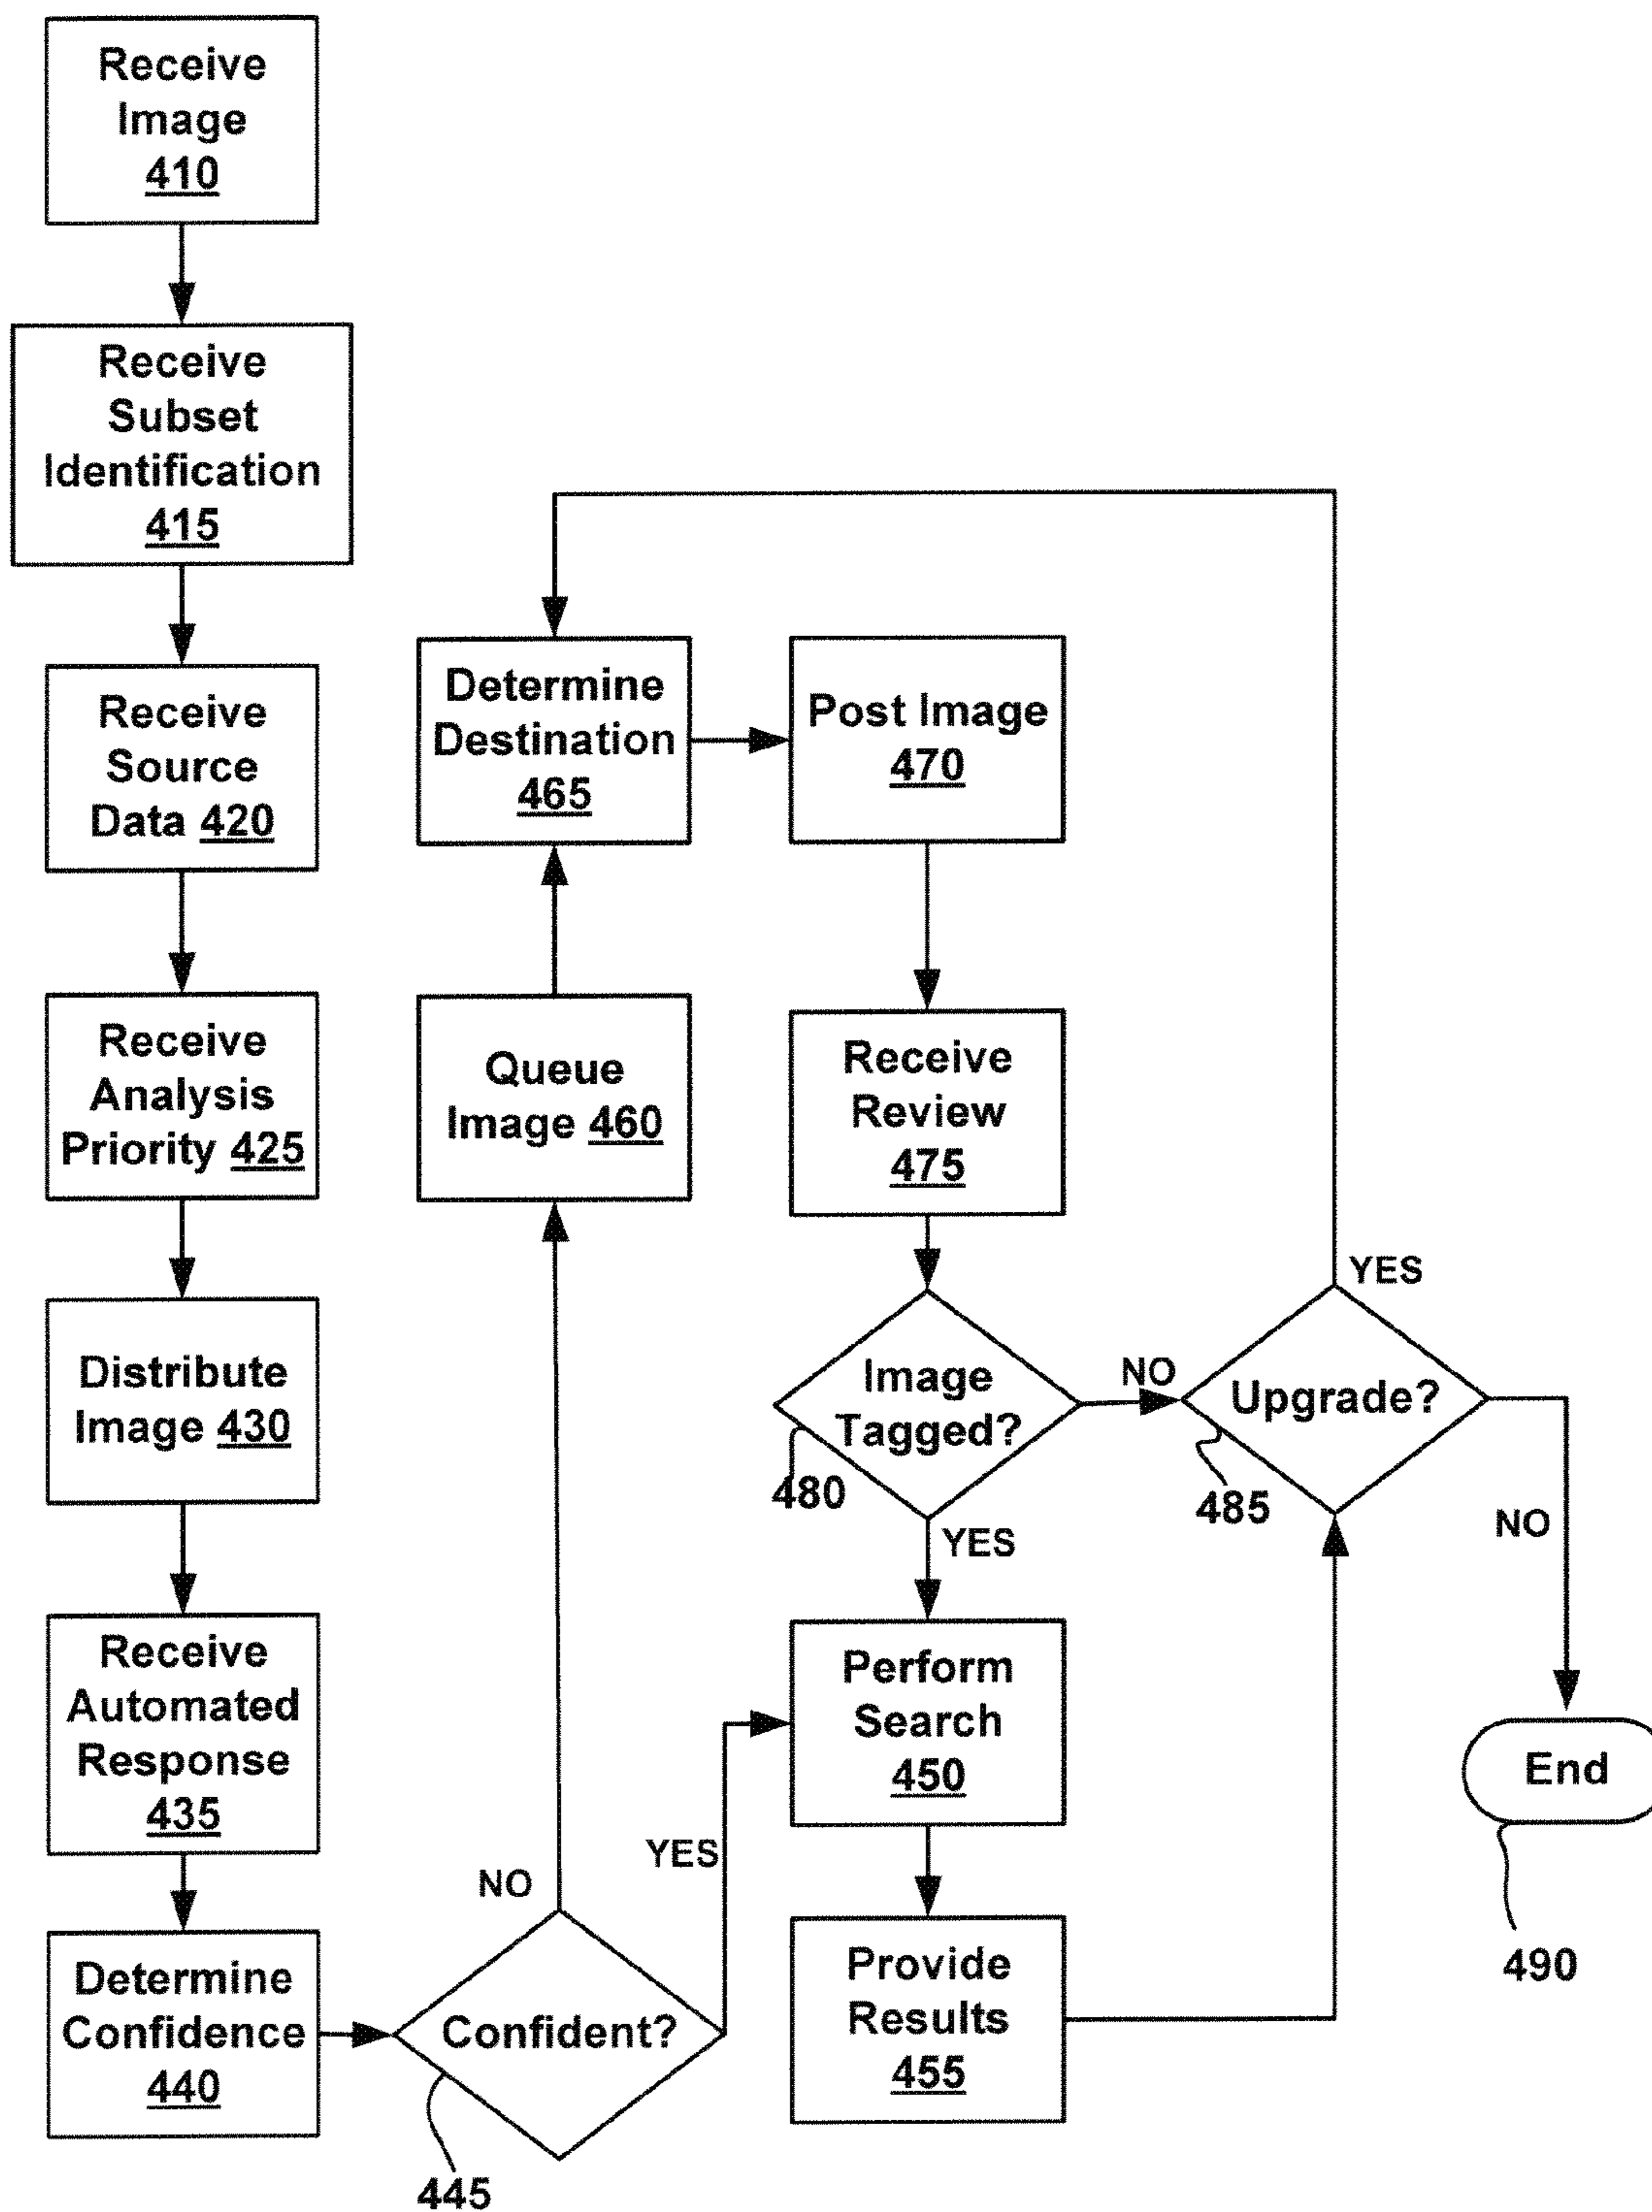 Receive
Image
410
Receive
Subset
Identification
415
Receive
Source
Data 420
Receive
Analysis
Priority 425
Distribute
Image 430
Receive
Automated
Response
435
Determine
Confidence
440
Confident?
445
NO
YES
Queue
Image 460
Determine
Destination
465
Post Image
470
Receive
Review
475
Image
Tagged?
480
NO
YES
Perform
Search
450
Provide
Results
455
Upgrade?
485
YES
NO
End
490